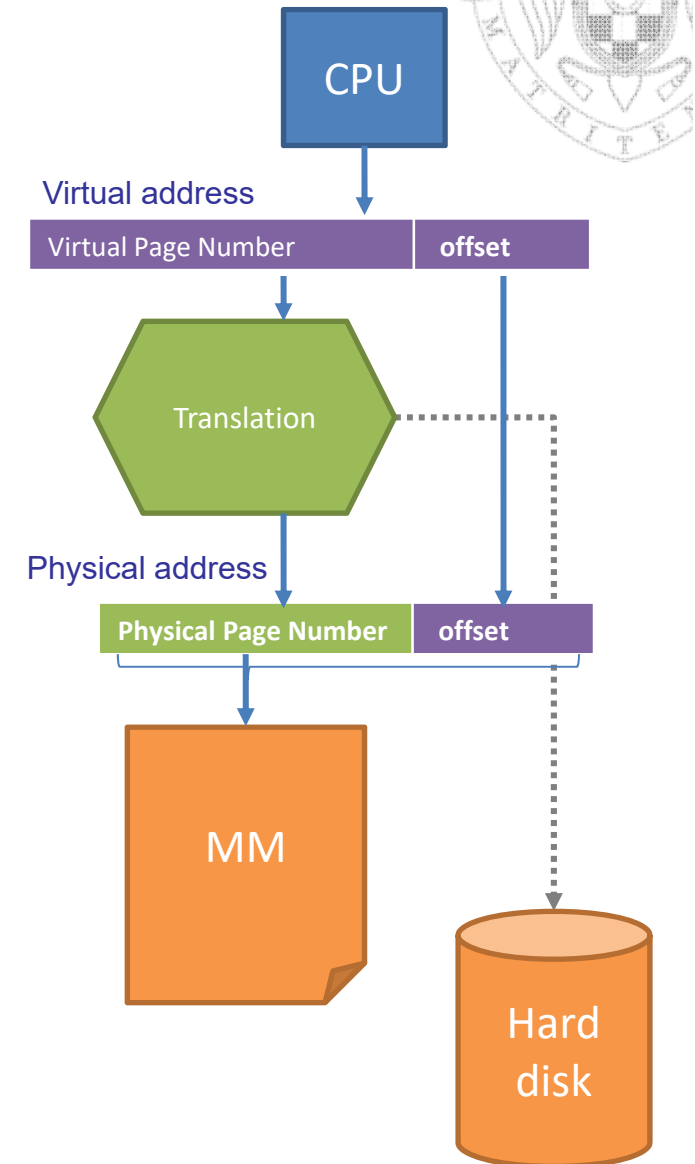 CPU
Virtual address
Virtual Page Number offset
Translation
Physical address
Physical Page Number offset
MM
Hard
disk